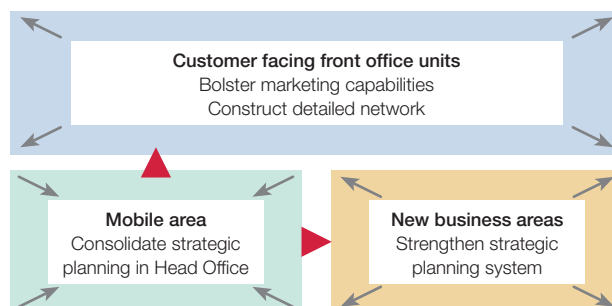 Customer facing front office units
Bolster marketing capabilities
Construct detailed network
Mobile area
Consolidate strategic
planning in Head Office
New business areas
Strengthen strategic
planning system